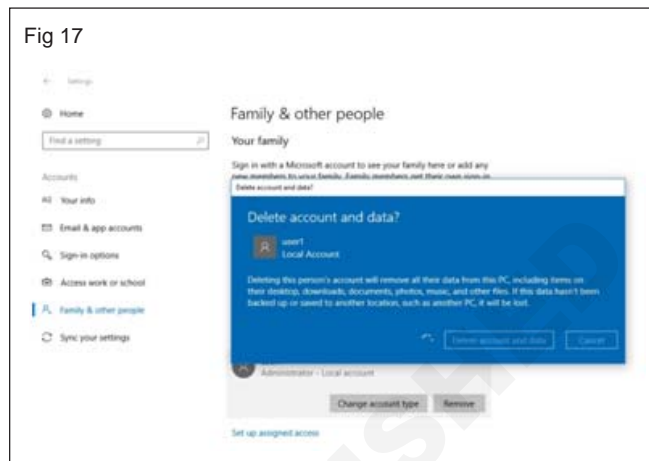 Fig 17
Settings
Home
Find a setting
Accounts
Your info
Email & app accounts
Sign-in options
Access work or school
Family & other people
Sync your settings
Family & other people
Your family
Sign in with a Microsoft account to see your family here or add any
new members to your family. Family members get their own sign-in
Delete account and data?
Delete account and data?
user1
Local Account
Deleting this person's account will remove all their data from this PC, including items on
their desktop, downloads, documents, photos, music, and other files. If this data hasn't been
backed up or saved to another location, such as another PC, it will be lost.
Delete account and data Cancel
Administrator - Local account
Change account type Remove
Set up assigned access